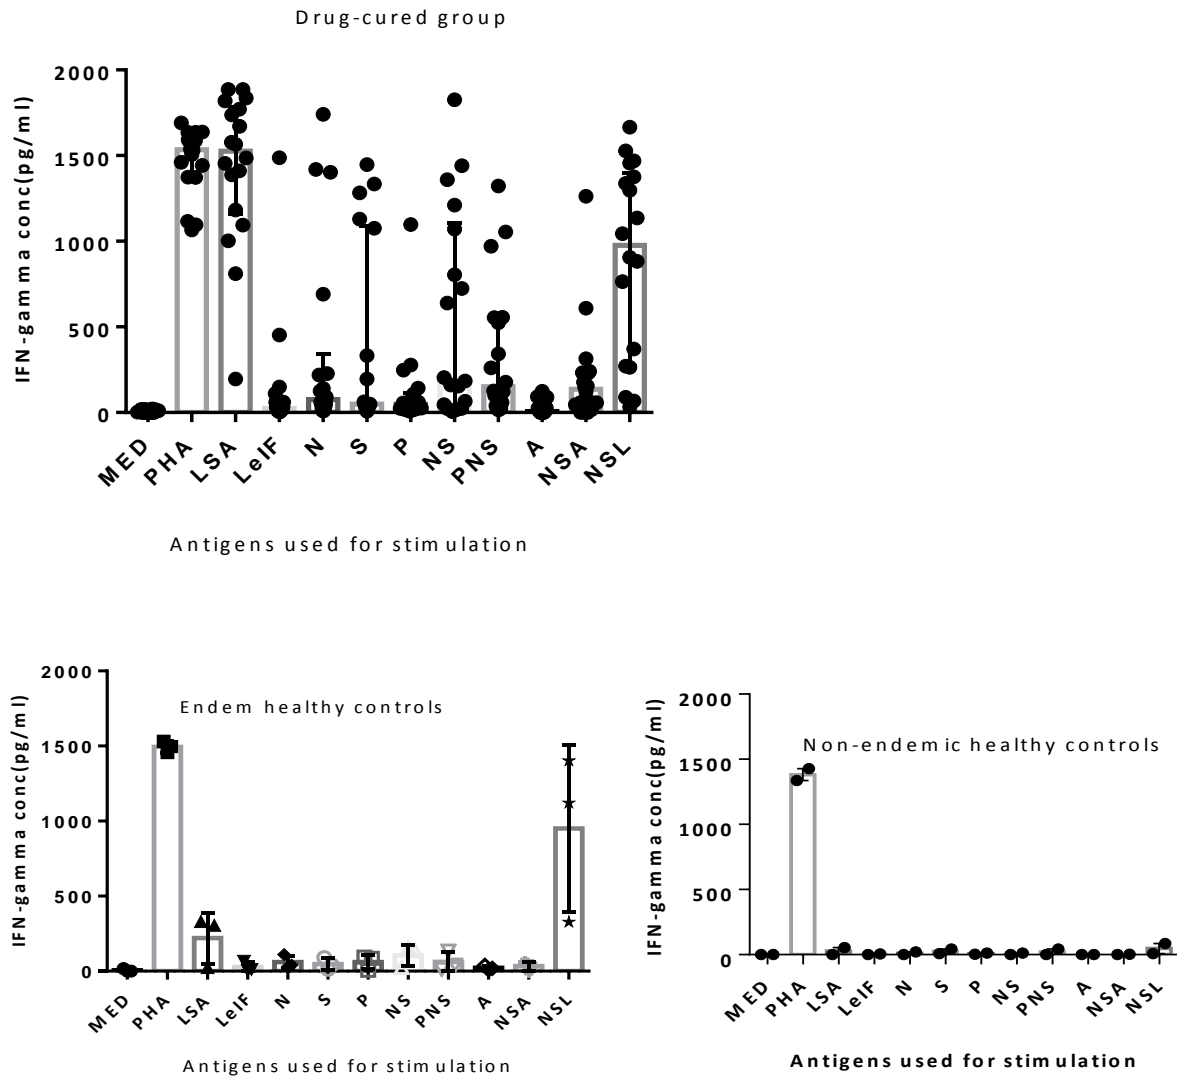 Drug-cured group
IFN-gamma conc(pg/ml)
2000
1500
1000
500
0
MED PHA LSA LeIF N S P NS PNS A NSA NSL
Antigens used for stimulation
Endem healthy controls
IFN-gamma conc(pg/ml)
2000
1500
1000
500
0
MED PHA LSA LeIF N S P NS PNS A NSA NSL
Antigens used for stimulation
Non-endemic healthy controls
IFN-gamma conc(pg/ml)
2000
1500
1000
500
0
MED PHA LSA LeIF N S P NS PNS A NSA NSL
Antigens used for stimulation